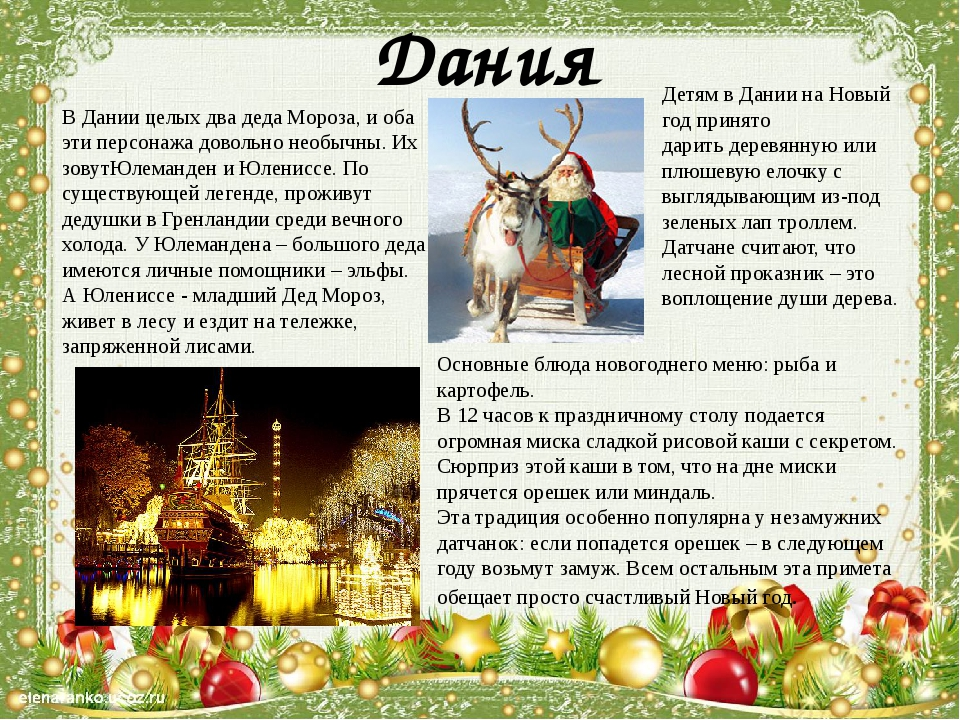 Дания
В Дании целых два деда Мороза, и оба
эти персонажа довольно необычны. Их
зовутЮлеманден и Юлениссе. По
существующей легенде, проживут
дедушки в Гренландии среди вечного
холода. У Юлемандена – большого деда
имеются личные помощники – эльфы.
А Юлениссе - младший Дед Мороз,
живет в лесу и ездит на тележке,
запряженной лисами.
Детям в Дании на Новый
год принято
дарить деревянную или
плюшевую елочку с
выглядывающим из-под
зеленых лап троллем.
Датчане считают, что
лесной проказник – это
воплощение души дерева.
Основные блюда новогоднего меню: рыба и
картофель.
В 12 часов к праздничному столу подается
огромная миска сладкой рисовой каши с секретом.
Сюрприз этой каши в том, что на дне миски
прячется орешек или миндаль.
Эта традиция особенно популярна у незамужних
датчанок: если попадется орешек – в следующем
году возьмут замуж. Всем остальным эта примета
обещает просто счастливый Новый год.
elenaranko.ucoz.ru